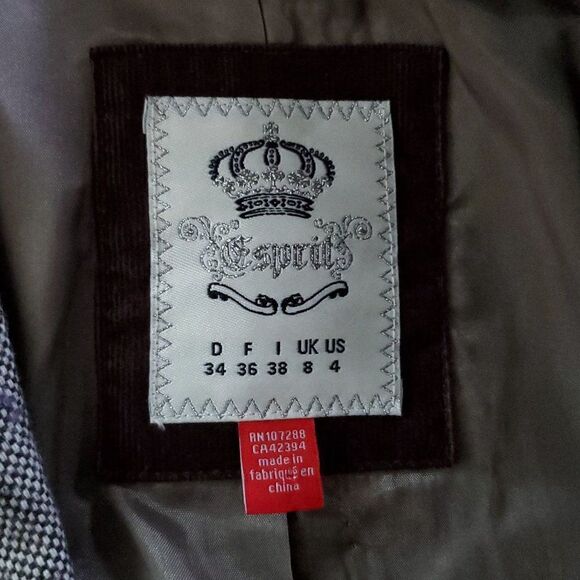 Esprit
D F I UK US
34 36 38 8 4
RN107288
CA42394
made in
fabriqué en
china